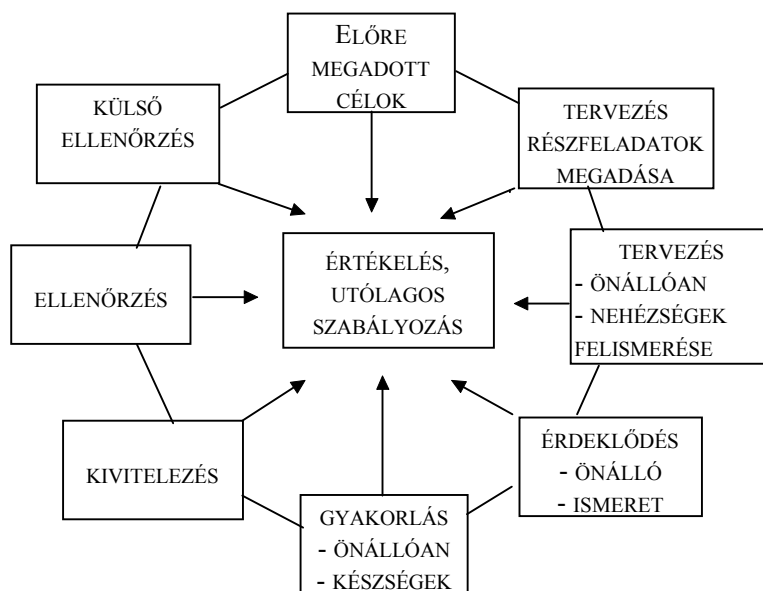 ELŐRE
MEGADOTT
CÉLOK
TERVEZÉS
RÉSZFELADATOK
MEGADÁSA
TERVEZÉS
- ÖNÁLLÓAN
- NEHÉZSÉGEK
FELISMERÉSE
ÉRDEKLŐDÉS
- ÖNÁLLÓ
- ISMERET
GYAKORLÁS
- ÖNÁLLÓAN
- KÉSZSÉGEK
KIVITELEZÉS
ELLENŐRZÉS
KÜLSŐ
ELLENŐRZÉS
ÉRTÉKELÉS,
UTÓLAGOS
SZABÁLYOZÁS